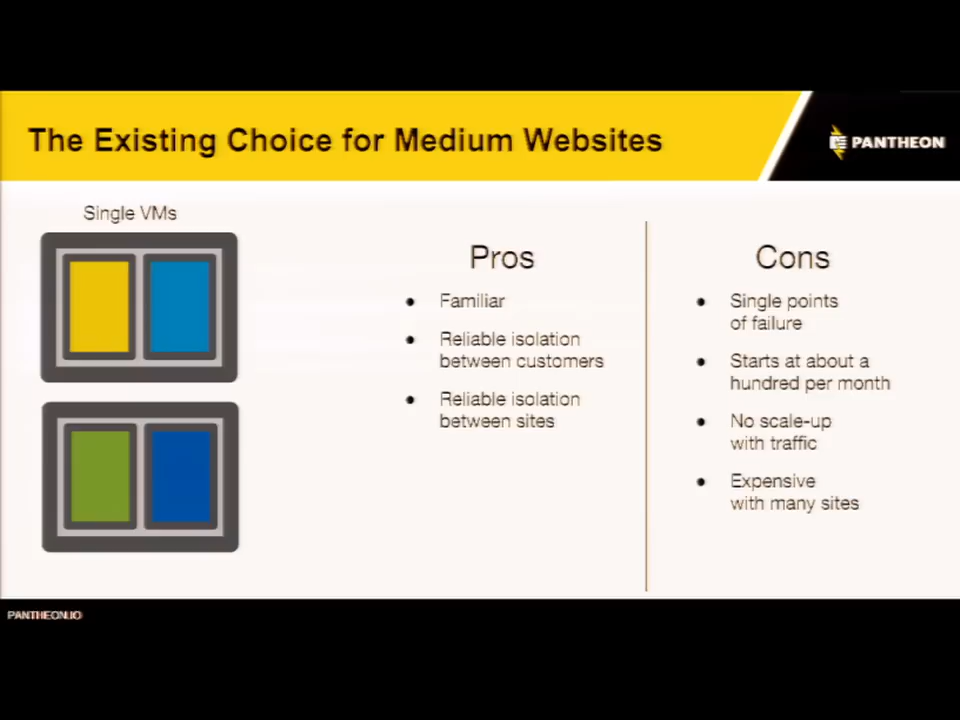 The Existing Choice for Medium Websites
PANTHEON
Single VMs
Pros
Familiar
Reliable isolation
between customers
Reliable isolation
between sites
Cons
Single points
of failure
Starts at about a
hundred per month
No scale-up
with traffic
Expensive
with many sites
PANTHEON.IO